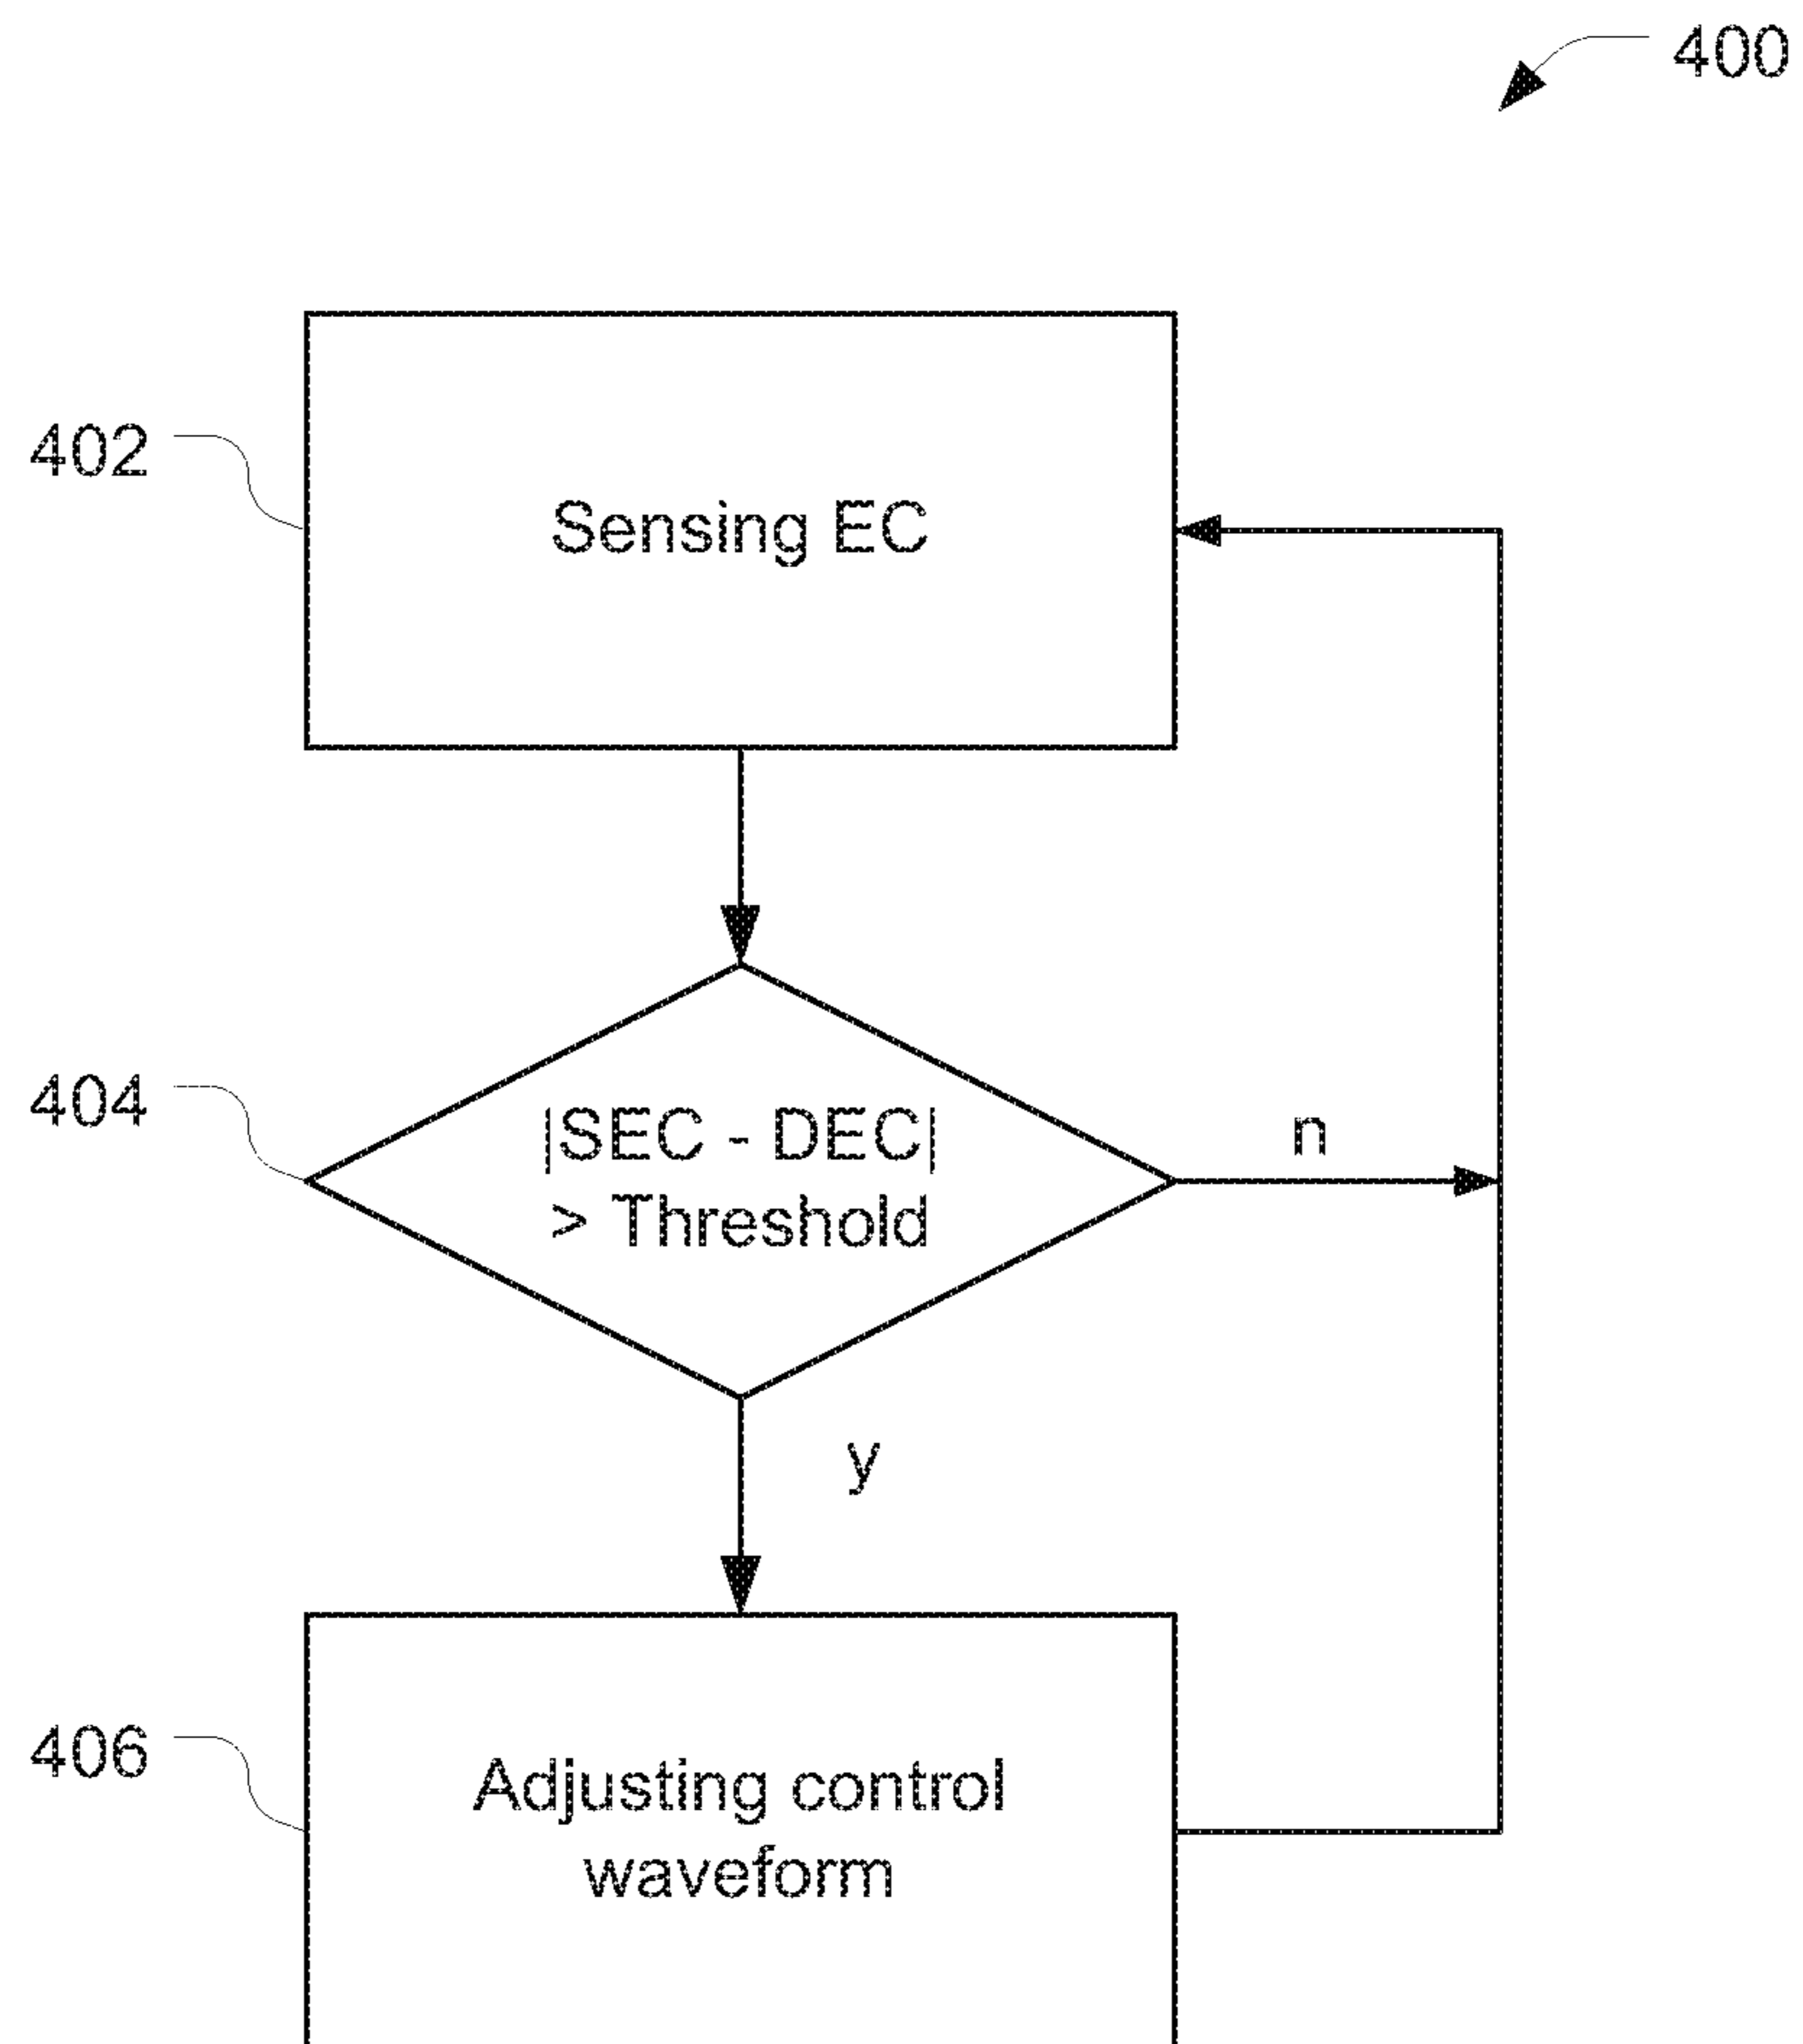 400
402
Sensing EC
404
|SEC - DEC|
> Threshold
n
y
406
Adjusting control
waveform